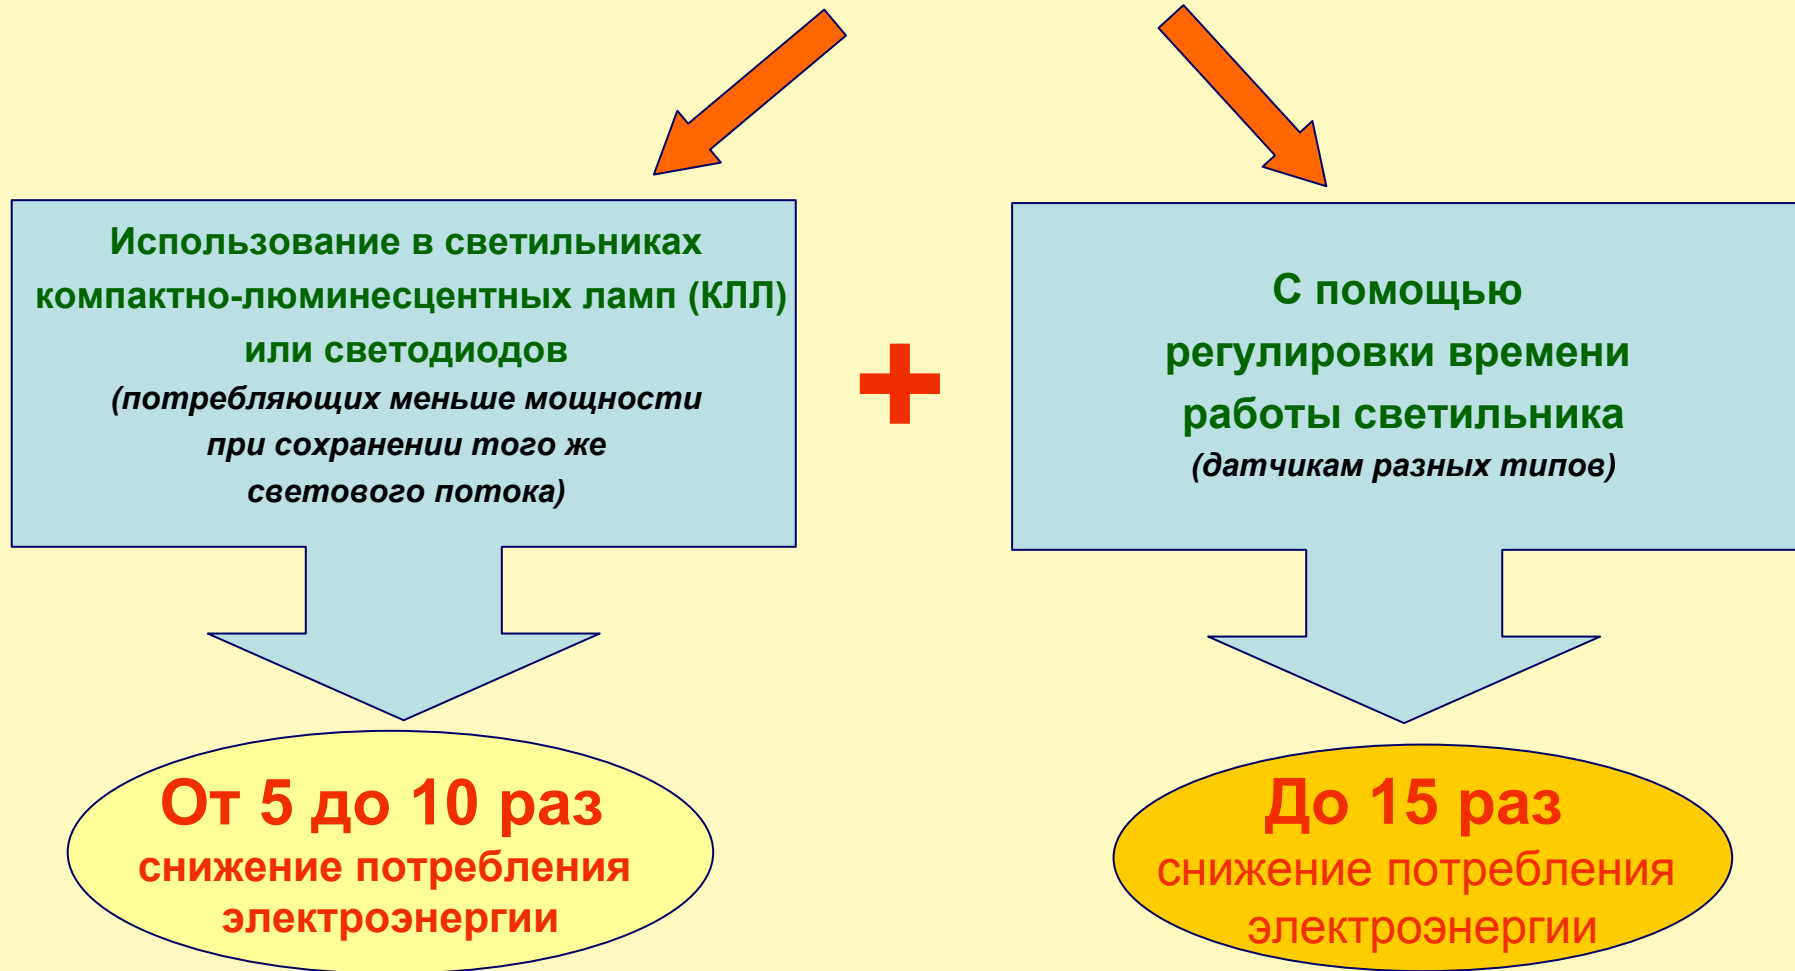 Использование в светильниках
компактно-люминесцентных ламп (КЛЛ)
или светодиодов
(потребляющих меньше мощности
при сохранении того же
светового потока)
+
С помощью
регулировки времени
работы светильника
(датчикам разных типов)
От 5 до 10 раз
снижение потребления
электроэнергии
До 15 раз
снижение потребления
электроэнергии